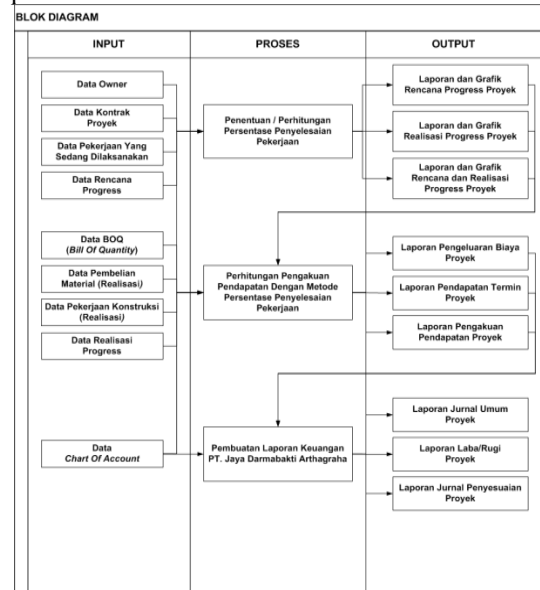 BLOK DIAGRAM
INPUT
PROSES
OUTPUT
Data Owner
Data Kontrak
Proyek
Data Pekerjaan Yang
Sedang Dilaksanakan
Data Rencana
Progress
Penentuan / Perhitungan
Persentase Penyelesaian
Pekerjaan
Laporan dan Grafik
Rencana Progress Proyek
Laporan dan Grafik
Realisasi Progress Proyek
Laporan dan Grafik
Rencana dan Realisasi
Progress Proyek
Data BOQ
(Bill Of Quantity)
Data Pembelian
Material (Realisasi)
Data Pekerjaan Konstruksi
(Realisasi)
Data Realisasi
Progress
Perhitungan Pengakuan
Pendapatan Dengan Metode
Persentase Penyelesaian
Pekerjaan
Laporan Pengeluaran Biaya
Proyek
Laporan Pendapatan Termin
Proyek
Laporan Pengakuan
Pendapatan Proyek
Data
Chart Of Account
Pembuatan Laporan Keuangan
PT. Jaya Darmabakti Arthagraha
Laporan Jurnal Umum
Proyek
Laporan Laba/Rugi
Proyek
Laporan Jurnal Penyesuaian
Proyek